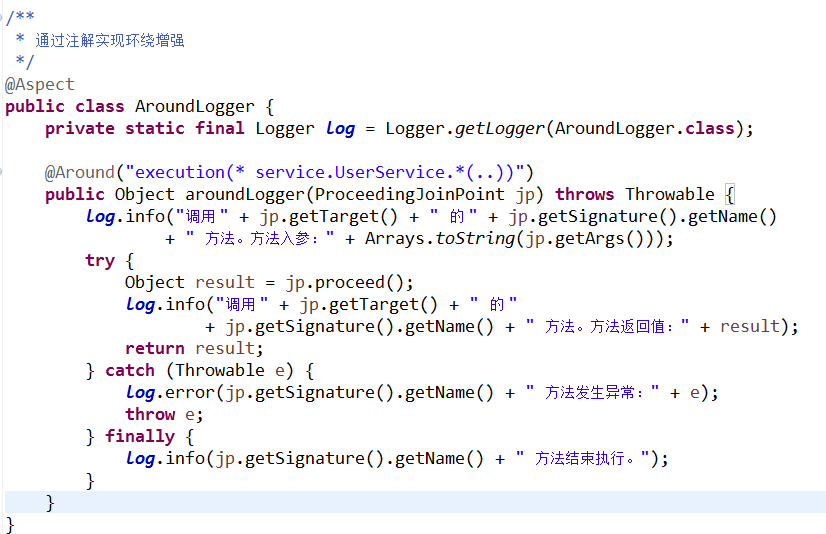 /**
 * 通过注解实现环绕增强
 */
@Aspect
public class AroundLogger {
    private static final Logger log = Logger.getLogger(AroundLogger.class);

    @Around("execution(* service.UserService.*(..))")
    public Object aroundLogger(ProceedingJoinPoint jp) throws Throwable {
        log.info("调用 " + jp.getTarget() + " 的 " + jp.getSignature().getName()
                + " 方法。方法入参：" + Arrays.toString(jp.getArgs()));
        try {
            Object result = jp.proceed();
            log.info("调用 " + jp.getTarget() + " 的 "
                    + jp.getSignature().getName() + " 方法。方法返回值：" + result);
            return result;
        } catch (Throwable e) {
            log.error(jp.getSignature().getName() + " 方法发生异常：" + e);
            throw e;
        } finally {
            log.info(jp.getSignature().getName() + " 方法结束执行。");
        }
    }
}